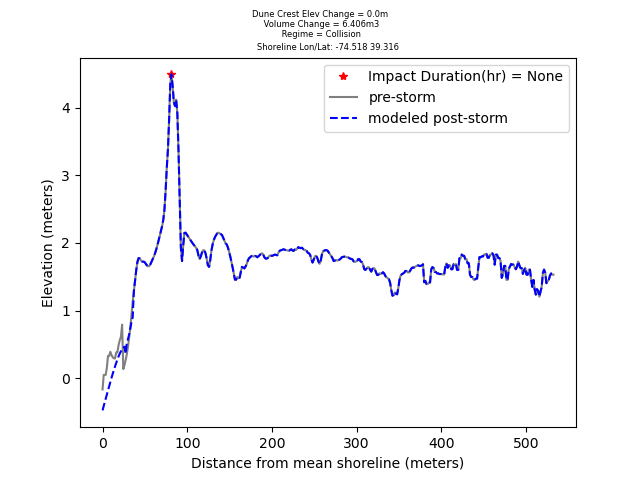 Dune Crest Elev Change = 0.0m
Volume Change = 6.406m3
Regime = Collision
Shoreline Lon/Lat: -74.518 39.316
Impact Duration(hr) = None
pre-storm
modeled post-storm
Elevation (meters)
4
3
2
1
0
0 100 200 300 400 500
Distance from mean shoreline (meters)